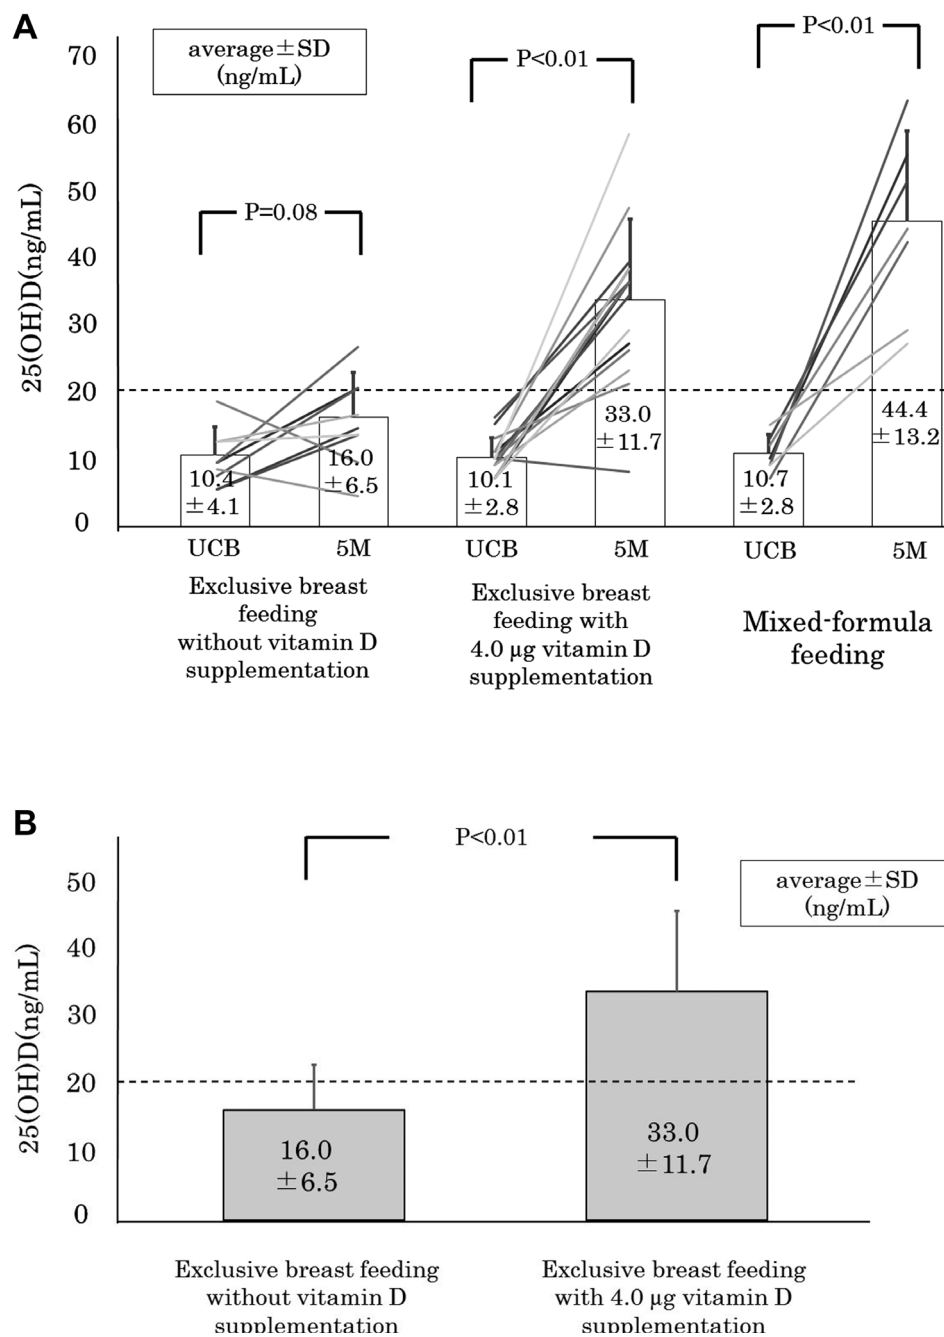 A
average±SD
(ng/mL)
P<0.01
P<0.01
P=0.08
25(OH)D(ng/mL)
70
60
50
40
30
20
10
0
10.4
±4.1
16.0
±6.5
10.1
±2.8
33.0
±11.7
10.7
±2.8
44.4
±13.2
UCB
5M
UCB
5M
UCB
5M
Exclusive breast
feeding
without vitamin D
supplementation
Exclusive breast
feeding with
4.0 µg vitamin D
supplementation
Mixed-formula
feeding
B
P<0.01
average±SD
(ng/mL)
25(OH)D(ng/mL)
50
40
30
20
10
0
16.0
±6.5
33.0
±11.7
Exclusive breast feeding
without vitamin D
supplementation
Exclusive breast feeding
with 4.0 µg vitamin D
supplementation